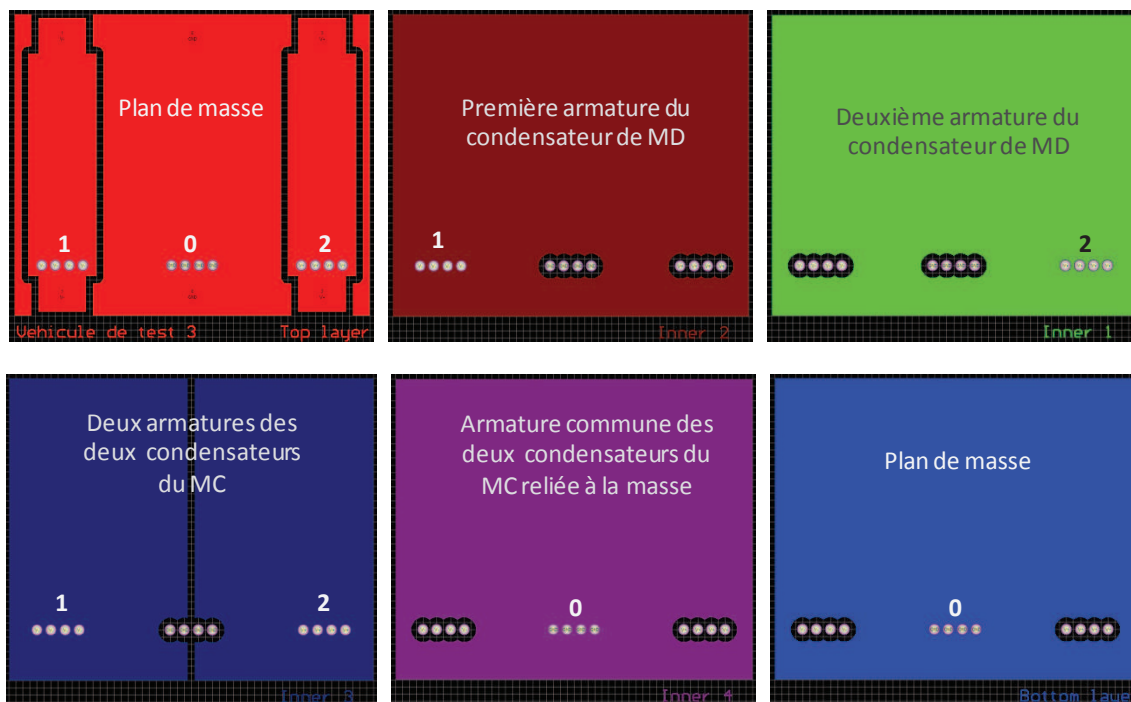 Plan de masse
1 0 2
Vehicule de test 3 Top layer
Première armature du
condensateur de MD
1
Inner 2
Deuxième armature du
condensateur de MD
2
Inner 1
Deux armatures des
deux condensateurs
du MC
1 2
Inner 3
Armature commune des
deux condensateurs du
MC reliée à la masse
0
Inner 4
Plan de masse
0
Bottom laye